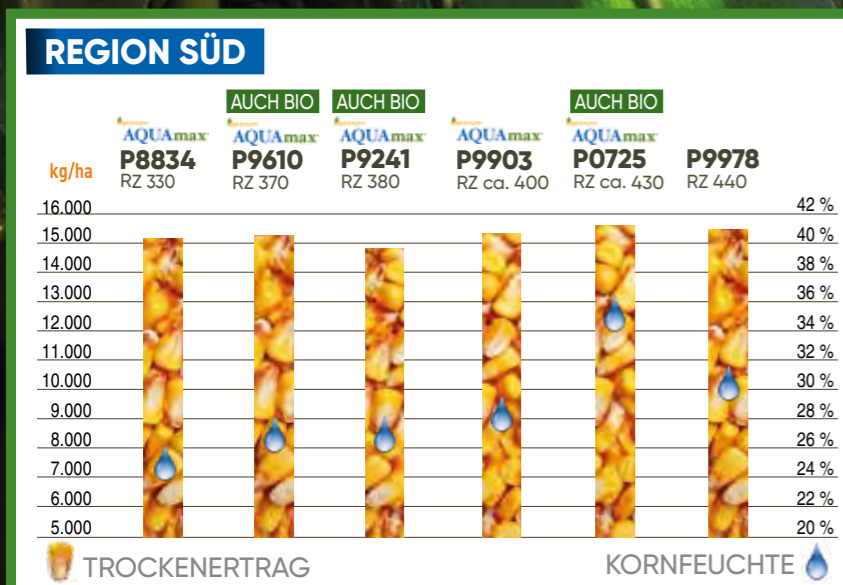 REGION SÜD
AUCH BIO AUCH BIO AUCH BIO
AQUAmax AQUAmax AQUAmax AQUAmax AQUAmax
kg/ha P8834 P9610 P9241 P9903 P0725 P9978
RZ 330 RZ 370 RZ 380 RZ ca. 400 RZ ca. 430 RZ 440
16.000 42 %
15.000 40 %
14.000 38 %
13.000 36 %
12.000 34 %
11.000 32 %
10.000 30 %
9.000 28 %
8.000 26 %
7.000 24 %
6.000 22 %
5.000 20 %
TROCKENERTRAG KORNFEUCHTE